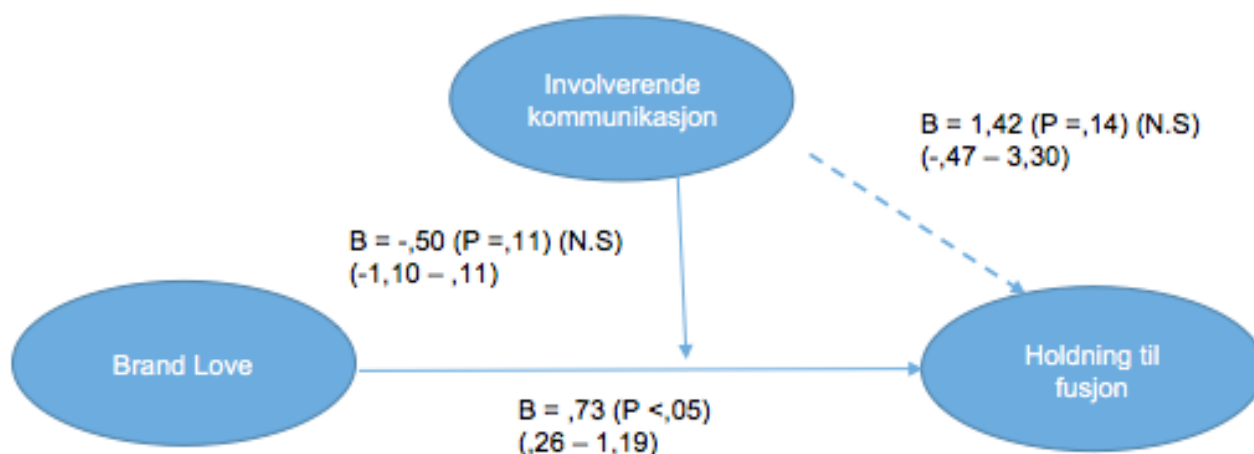 Involverende
kommunikasjon
B = 1,42 (P =,14) (N.S)
(-,47 – 3,30)
B = -,50 (P =,11) (N.S)
(-1,10 – ,11)
Brand Love
Holdning til
fusjon
B = ,73 (P <,05)
(,26 – 1,19)